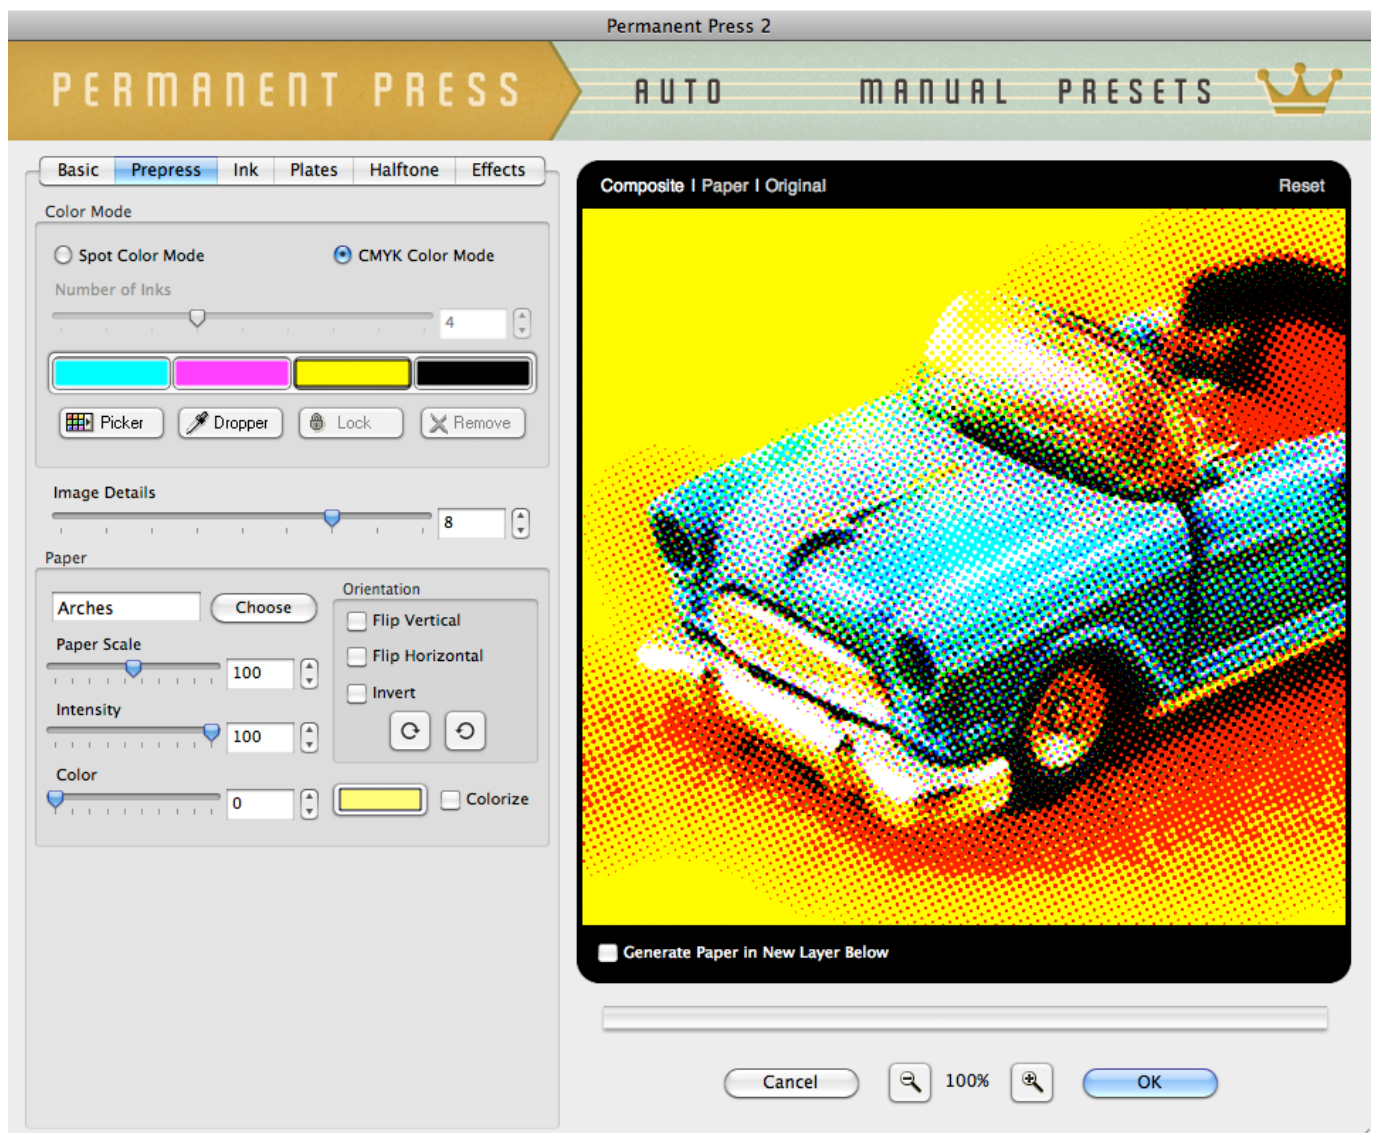 Permanent Press 2
PERMANENT PRESS
AUTO MANUAL PRESETS
Basic Prepress Ink Plates Halftone Effects
Color Mode
Spot Color Mode CMYK Color Mode
Number of Inks
4
Picker Dropper Lock Remove
Image Details
8
Paper
Arches Choose
Paper Scale
100
Intensity
100
Color
0
Orientation
Flip Vertical
Flip Horizontal
Invert
Colorize
Composite | Paper | Original Reset
Generate Paper in New Layer Below
Cancel 100% OK